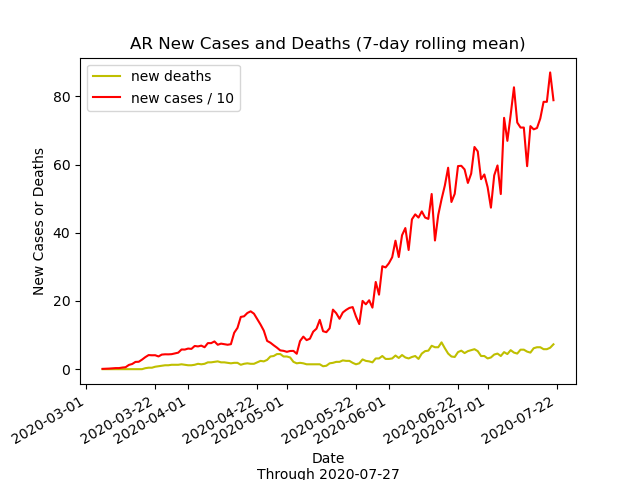 AR New Cases and Deaths (7-day rolling mean)
new deaths
new cases / 10
New Cases or Deaths
80
60
40
20
0
2020-03-01
2020-03-22
2020-04-01
2020-04-22
2020-05-01
2020-05-22
2020-06-01
2020-06-22
2020-07-01
2020-07-22
Date
Through 2020-07-27